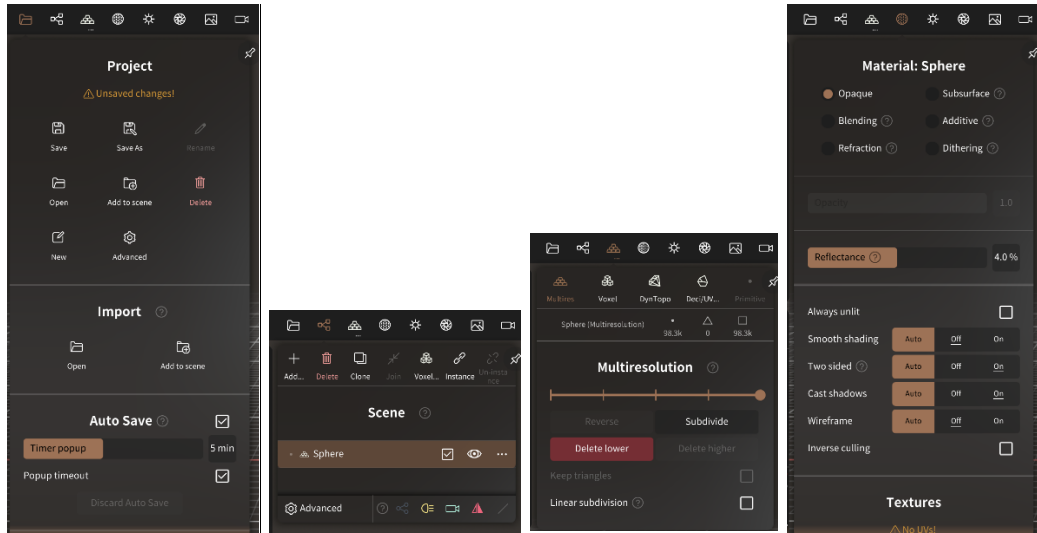 Project
Unsaved changes!
Save
Save As
Rename
Open
Add to scene
Delete
New
Advanced
Import
Open
Add to scene
Auto Save
Timer popup
5 min
Popup timeout
Discard Auto Save
Add...
Delete
Clone
Join
Voxel...
Instance
Un-insta
nce
Scene
Sphere
Advanced
Multires
Voxel
DynTopo
Deci/UV...
Primitive
Sphere (Multiresolution)
98.3k
0
98.3k
Multiresolution
Reverse
Subdivide
Delete lower
Delete higher
Keep triangles
Linear subdivision
Material: Sphere
Opaque
Subsurface
Blending
Additive
Refraction
Dithering
Opacity
1.0
Reflectance
4.0 %
Always unlit
Smooth shading Auto Off On
Two sided Auto Off On
Cast shadows Auto Off On
Wireframe Auto Off On
Inverse culling
Textures
No UVs!